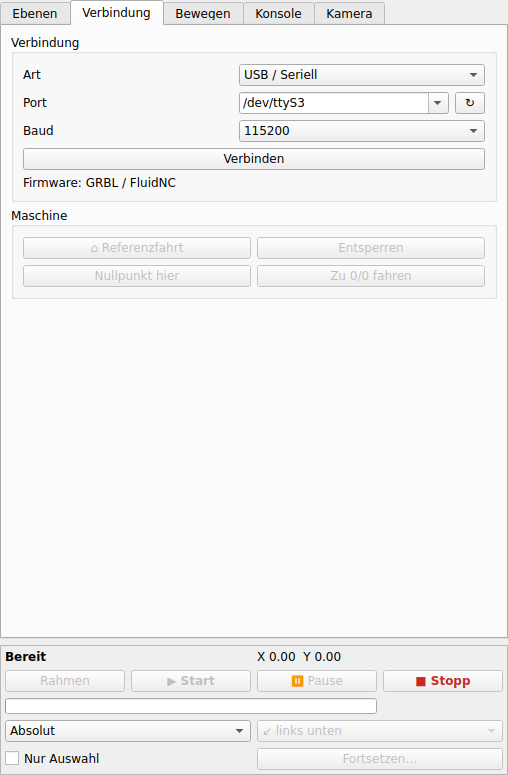 Ebenen Verbindung Bewegen Konsole Kamera
Verbindung
Art USB / Seriell
Port /dev/ttyS3 ↻
Baud 115200
Verbinden
Firmware: GRBL / FluidNC
Maschine
⌂ Referenzfahrt Entsperren
Nullpunkt hier Zu 0/0 fahren
Bereit X 0.00 Y 0.00
Rahmen ▶ Start ⏸ Pause ■ Stopp
Absolut ↙ links unten
Nur Auswahl Fortsetzen...